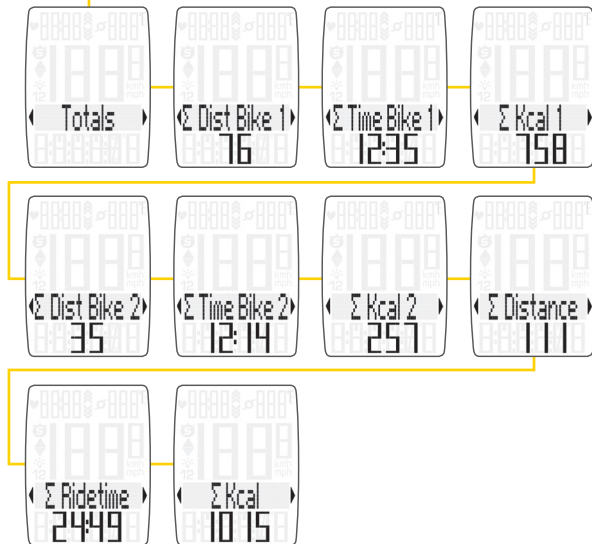 Totals
Σ Dist Bike 1
76
Σ Time Bike 1
12:35
Σ Kcal 1
758
Σ Dist Bike 2
35
Σ Time Bike 2
12:14
Σ Kcal 2
257
Σ Distance
111
Σ Ridetime
24:49
Σ Kcal
1015